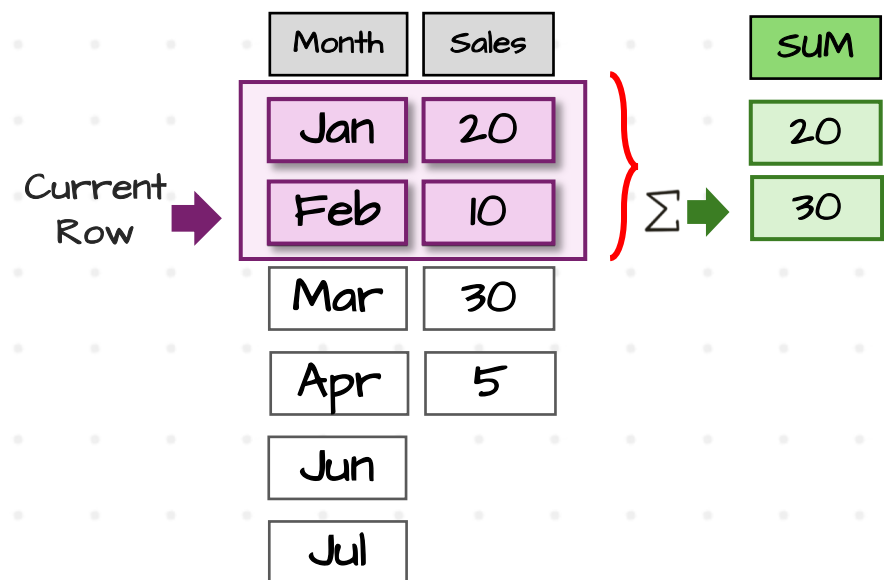 Month Sales SUM
Jan 20 20
Current
Row
Feb 10 Σ 30
Mar 30
Apr 5
Jun
Jul